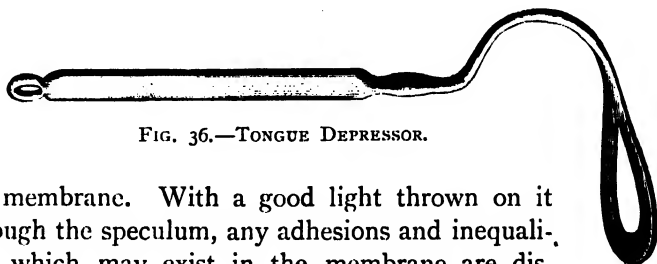 FIG. 36.—TONGUE DEPRESSOR.
membrane. With a good light thrown on it
ough the speculum, any adhesions and inequali-
which may exist in the membrane are dis-